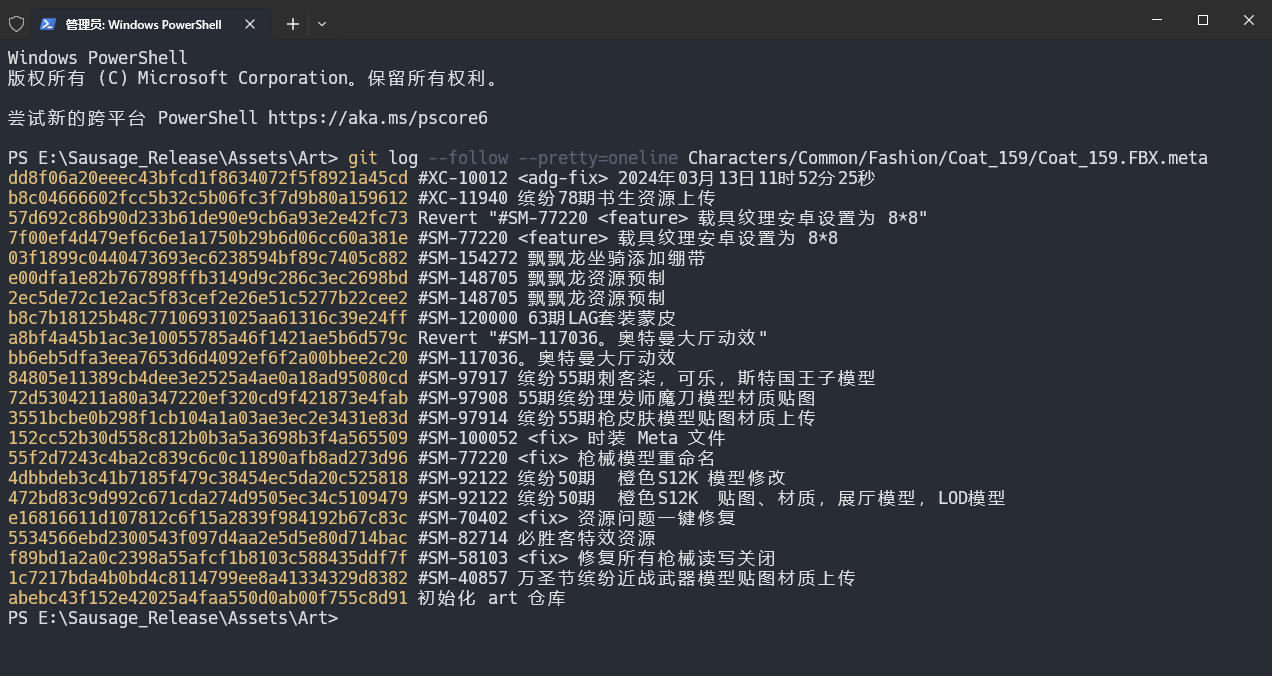 管理员: Windows PowerShell
Windows PowerShell
版权所有 (C) Microsoft Corporation。保留所有权利。
尝试新的跨平台 PowerShell https://aka.ms/pscore6
PS E:\Sausage_Release\Assets\Art> git log --follow --pretty=oneline Characters/Common/Fashion/Coat_159/Coat_159.FBX.meta
dd8f06a20eeec43bfcd1f8634072f5f8921a45cd #XC-10012 <adg-fix> 2024年03月13日11时52分25秒
b8c04666602fcc5b32c5b06fc3f7d9b80a159612 #XC-11940 缤纷78期书生资源上传
57d692c86b90d233b61de90e9cb6a93e2e42fc73 Revert "#SM-77220 <feature> 载具纹理安卓设置为 8*8"
7f00ef4d479ef6c6e1a1750b29b6d06cc60a381e #SM-77220 <feature> 载具纹理安卓设置为 8*8
03f1899c0440473693ec6238594bf89c7405c882 #SM-154272 飘飘龙坐骑添加绷带
e00dfa1e82b767898ffb3149d9c286c3ec2698bd #SM-148705 飘飘龙资源预制
2ec5de72c1e2ac5f83cef2e26e51c5277b22cee2 #SM-148705 飘飘龙资源预制
b8c7b18125b48c77106931025aa61316c39e24ff #SM-120000 63期LAG套装蒙皮
a8bf4a45b1ac3e10055785a46f1421ae5b6d579c Revert "#SM-117036。奥特曼大厅动效"
bb6eb5dfa3eea7653d6d4092ef6f2a00bbee2c20 #SM-117036。奥特曼大厅动效
84805e11389cb4dee3e2525a4ae0a18ad95080cd #SM-97917 缤纷55期刺客柒，可乐，斯特国王子模型
72d5304211a80a347220ef320cd9f421873e4fab #SM-97908 55期缤纷理发师魔刀模型材质贴图
3551bcbe0b298f1cb104a1a03ae3ec2e3431e83d #SM-97914 缤纷55期枪皮肤模型贴图材质上传
152cc52b30d558c812b0b3a5a3698b3f4a565509 #SM-100052 <fix> 时装 Meta 文件
55f2d7243c4ba2c839c6c0c11890afb8ad273d96 #SM-77220 <fix> 枪械模型重命名
4dbbdeb3c41b7185f479c38454ec5da20c525818 #SM-92122 缤纷50期  橙色S12K 模型修改
472bd83c9d992c671cda274d9505ec34c5109479 #SM-92122 缤纷50期  橙色S12K  贴图、材质，展厅模型，LOD模型
e16816611d107812c6f15a2839f984192b67c83c #SM-70402 <fix> 资源问题一键修复
5534566ebd2300543f097d4aa2e5d5e80d714bac #SM-82714 必胜客特效资源
f89bd1a2a0c2398a55afcf1b8103c588435ddf7f #SM-58103 <fix> 修复所有枪械读写关闭
1c7217bda4b0bd4c8114799ee8a41334329d8382 #SM-40857 万圣节缤纷近战武器模型贴图材质上传
abebc43f152e42025a4faa550d0ab00f755c8d91 初始化 art 仓库
PS E:\Sausage_Release\Assets\Art>